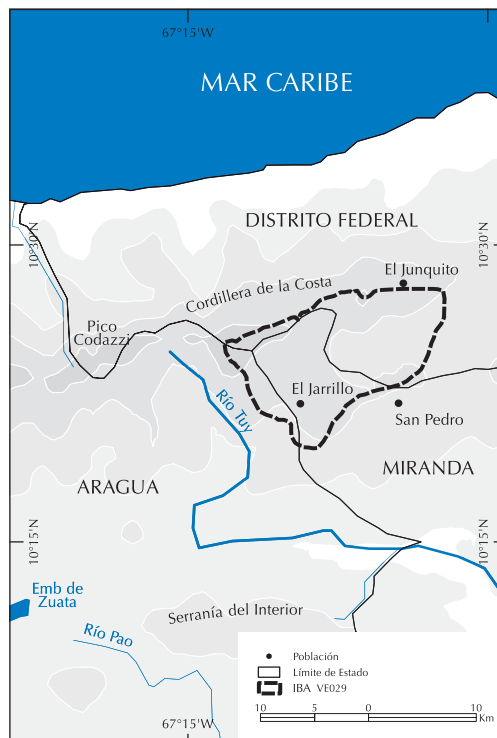 67°15'W
MAR CARIBE
DISTRITO FEDERAL
10°30'N
10°30'N
El Junquito
Cordillera de la Costa
Pico
Codazzi
El Jarrillo
Río Tuy
San Pedro
MIRANDA
ARAGUA
10°15'N
10°15'N
Emb de
Zuata
Serranía del Interior
Río Pao
Población
Límite de Estado
IBA VE029
10 5 0 10
Km
67°15'W